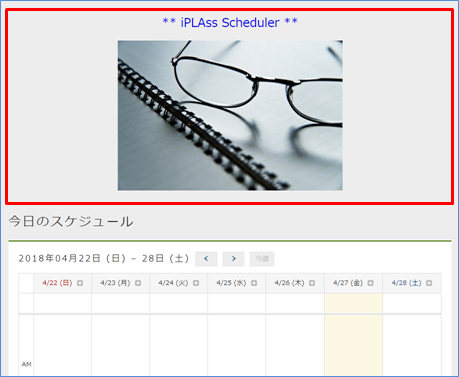 ** iPLAss Scheduler **
今日のスケジュール
2018年04月22日 (日) – 28日 (土) < > 今週
4/22 (日) 4/23 (月) 4/24 (火) 4/25 (水) 4/26 (木) 4/27 (金) 4/28 (土)
AM